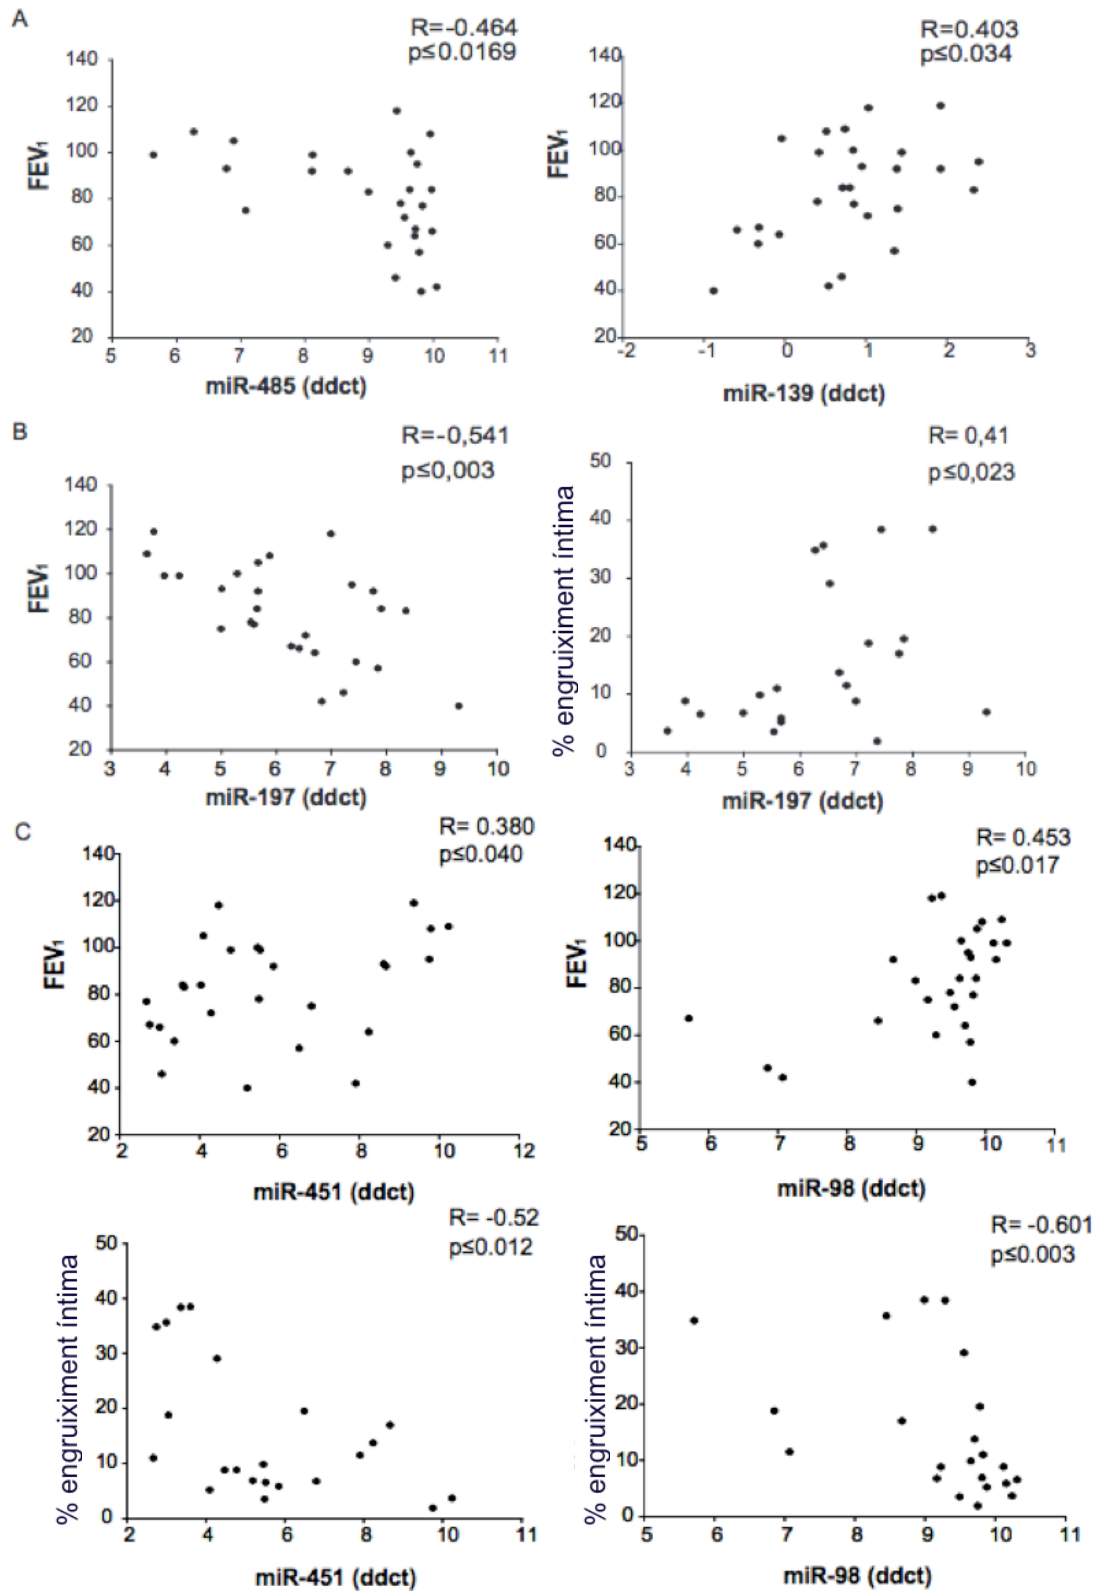 A
R=-0.464
p≤0.0169
140
120
100
80
60
40
20
FEV₁
5 6 7 8 9 10 11
miR-485 (ddct)
R=0.403
p≤0.034
140
120
100
80
60
40
20
FEV₁
-2 -1 0 1 2 3
miR-139 (ddct)
B
R=-0,541
p≤0,003
140
120
100
80
60
40
20
FEV₁
3 4 5 6 7 8 9 10
miR-197 (ddct)
R= 0,41
p≤0,023
50
40
30
20
10
0
% engruiximent íntima
3 4 5 6 7 8 9 10
miR-197 (ddct)
C
R= 0.380
p≤0.040
140
120
100
80
60
40
20
FEV₁
2 4 6 8 10 12
miR-451 (ddct)
R= 0.453
p≤0.017
140
120
100
80
60
40
20
FEV₁
5 6 7 8 9 10 11
miR-98 (ddct)
R= -0.52
p≤0.012
50
40
30
20
10
0
% engruiximent íntima
2 4 6 8 10 12
miR-451 (ddct)
R= -0.601
p≤0.003
50
40
30
20
10
0
% engruiximent íntima
5 6 7 8 9 10 11
miR-98 (ddct)